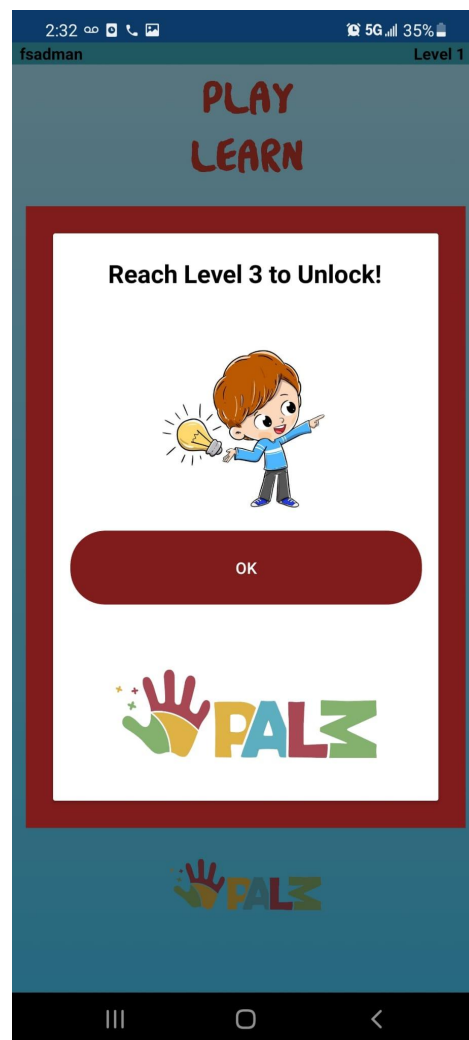 2:32 5G 35%
fsadman Level 1
PLAY
LEARN
Reach Level 3 to Unlock!
OK
PALM
PALM